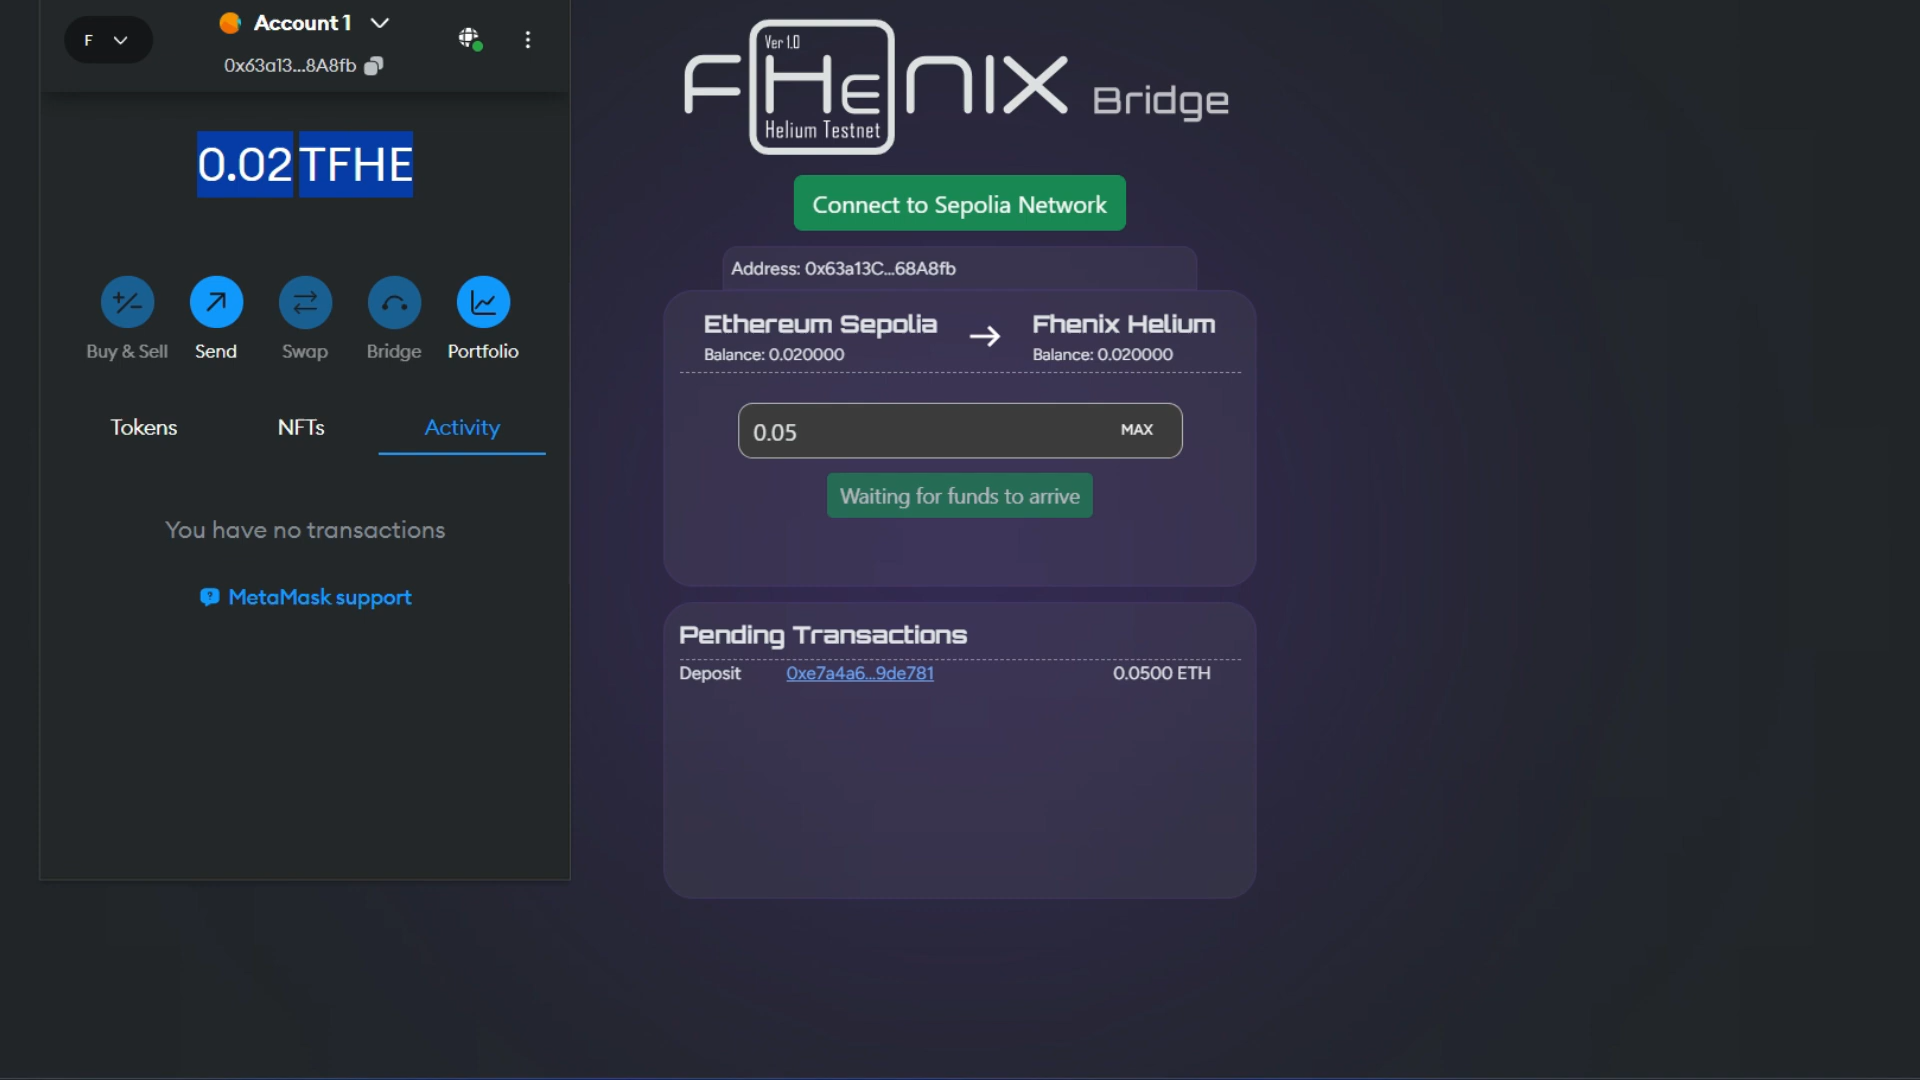 F
Account 1
0x63a13...8A8fb
0.02 TFHE
Buy & Sell
Send
Swap
Bridge
Portfolio
Tokens
NFTs
Activity
You have no transactions
MetaMask support
Ver 1.0
FHENIX Bridge
Helium Testnet
Connect to Sepolia Network
Address: 0x63a13C...68A8fb
Ethereum Sepolia
Balance: 0.020000
Fhenix Helium
Balance: 0.020000
0.05
MAX
Waiting for funds to arrive
Pending Transactions
Deposit 0xe7a4a6...9de781 0.0500 ETH